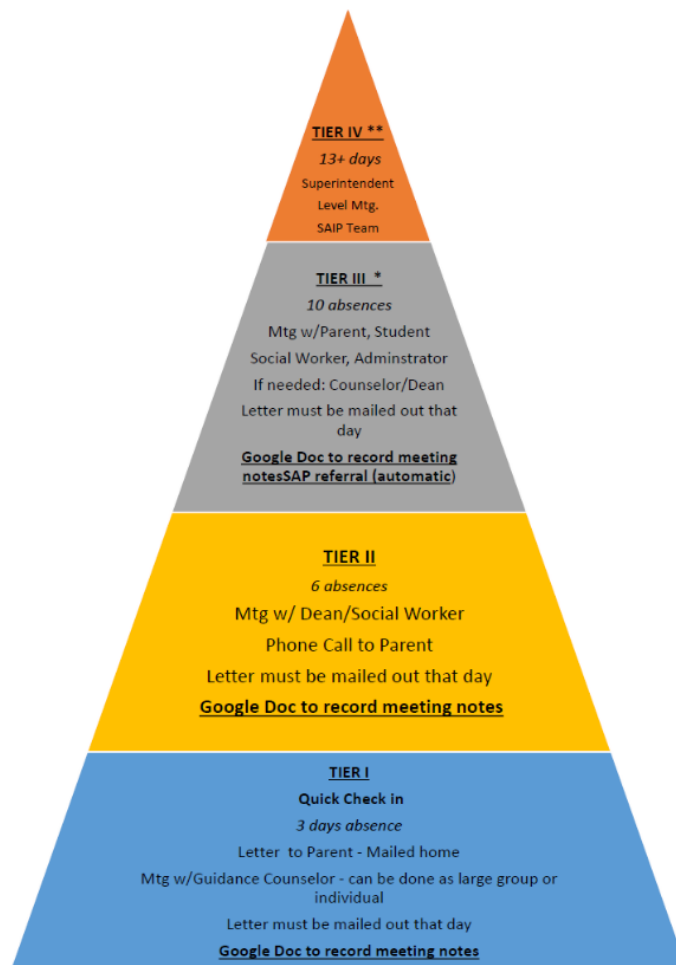 TIER IV **
13+ days
Superintendent
Level Mtg.
SAIP Team
TIER III *
10 absences
Mtg w/Parent, Student
Social Worker, Adminstrator
If needed: Counselor/Dean
Letter must be mailed out that
day
Google Doc to record meeting
notesSAP referral (automatic)
TIER II
6 absences
Mtg w/ Dean/Social Worker
Phone Call to Parent
Letter must be mailed out that day
Google Doc to record meeting notes
TIER I
Quick Check in
3 days absence
Letter to Parent - Mailed home
Mtg w/Guidance Counselor - can be done as large group or
individual
Letter must be mailed out that day
Google Doc to record meeting notes